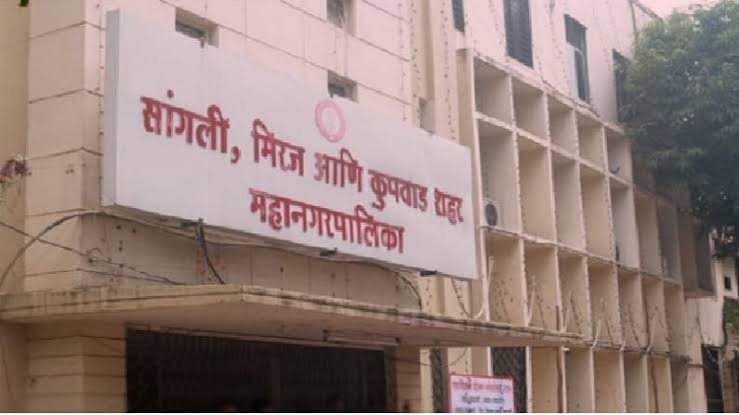 सांगली, मिरज आणि कुपवाड शहर
महानगरपालिका